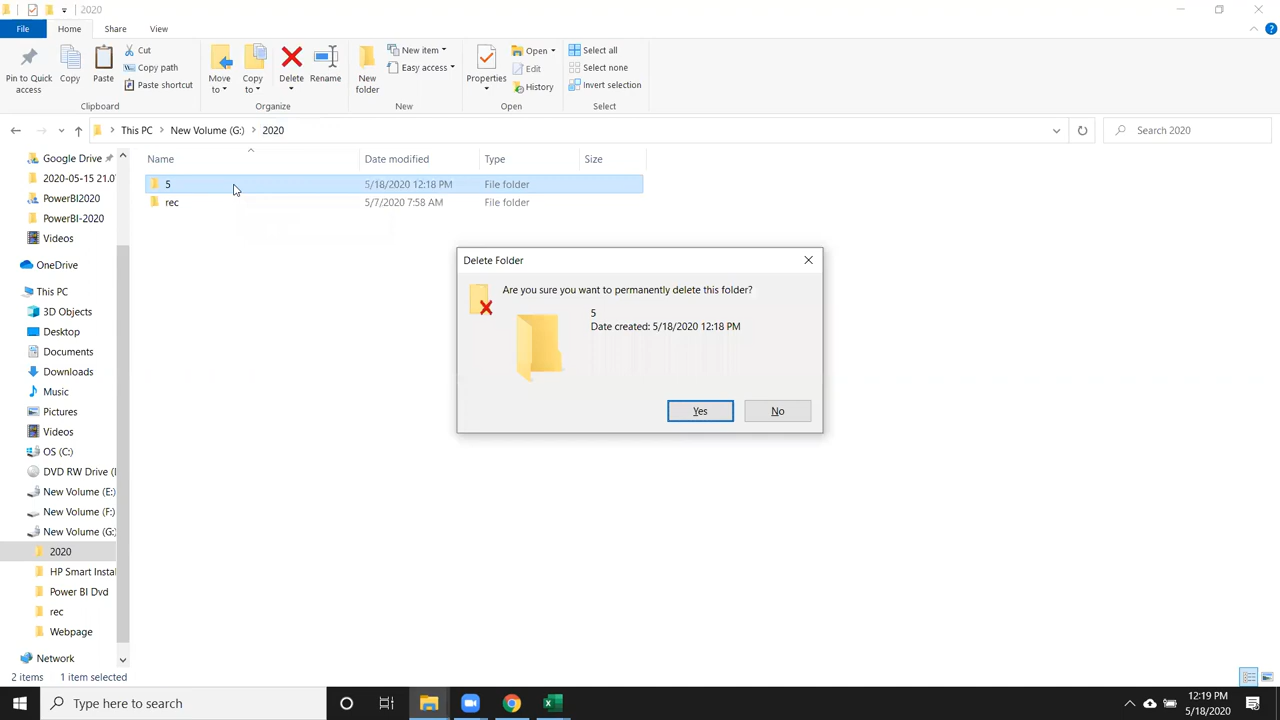 2020
File Home Share View
Pin to Quick access
Copy
Paste
Cut
Copy path
Paste shortcut
Clipboard
Move to
Copy to
Delete
Rename
Organize
New folder
New item
Easy access
New
Properties
Open
Edit
History
Open
Select all
Select none
Invert selection
Select
This PC New Volume (G:) 2020
Search 2020
Name Date modified Type Size
5 5/18/2020 12:18 PM File folder
rec 5/7/2020 7:58 AM File folder
Google Drive
2020-05-15 21.0
PowerBI2020
PowerBI-2020
Videos
OneDrive
This PC
3D Objects
Desktop
Documents
Downloads
Music
Pictures
Videos
OS (C:)
DVD RW Drive (
New Volume (E:)
New Volume (F:)
New Volume (G:)
2020
HP Smart Instal
Power BI Dvd
rec
Webpage
Network
Delete Folder
Are you sure you want to permanently delete this folder?
5
Date created: 5/18/2020 12:18 PM
Yes No
2 items 1 item selected
Type here to search
12:19 PM
5/18/2020